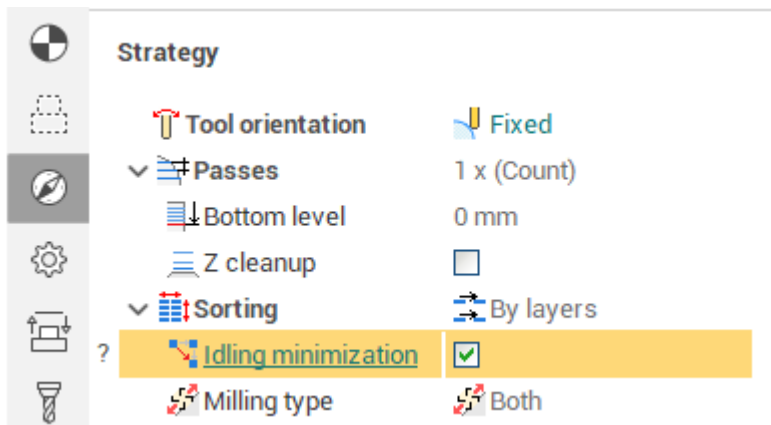 Strategy
Tool orientation Fixed
Passes 1 x (Count)
Bottom level 0 mm
Z cleanup
Sorting By layers
? Idling minimization
Milling type Both